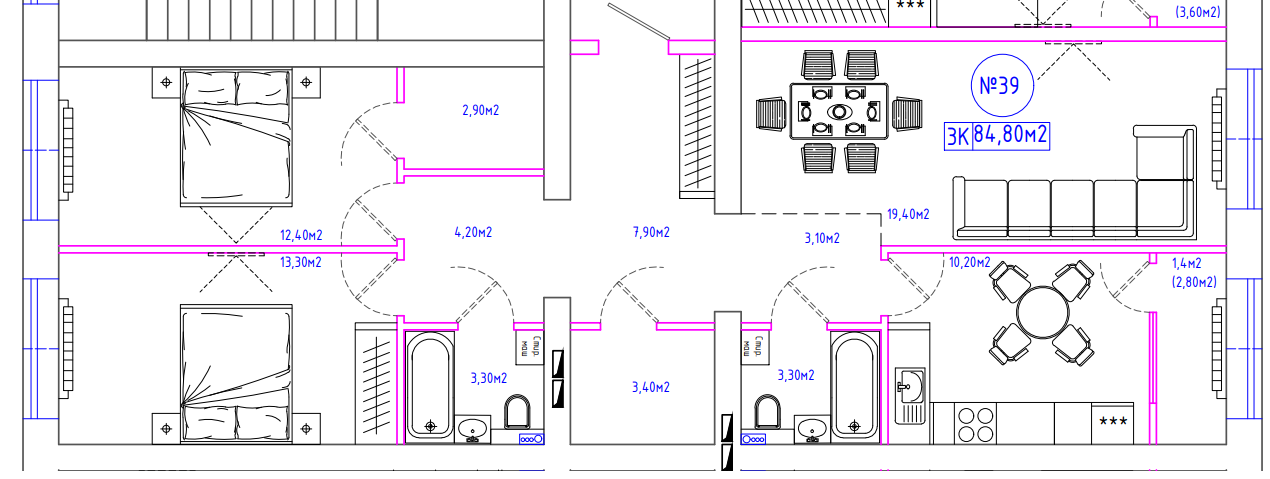 ***
(3,60м2)
№39
2,90м2
3К 84,80м2
19,40м2
12,40м2
4,20м2
7,90м2
3,10м2
13,30м2
10,20м2
1,4м2
(2,80м2)
Стир.
маш
Стир.
маш
3,30м2
3,40м2
3,30м2
***